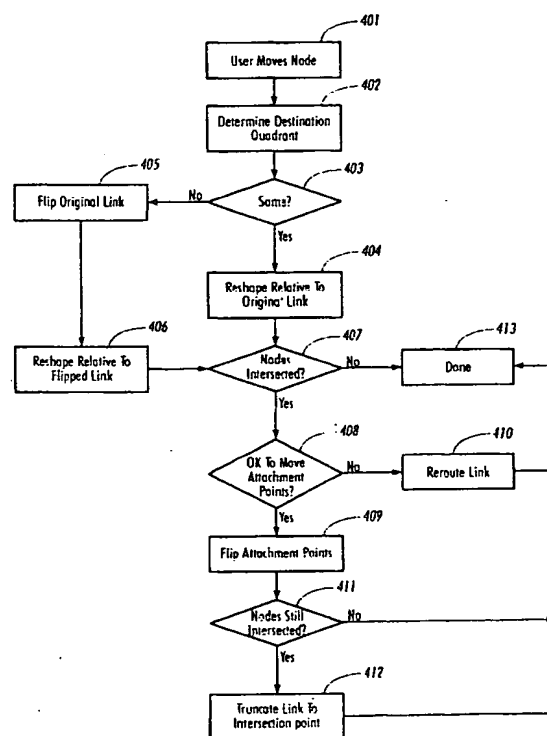 401
User Moves Node
402
Determine Destination
Quadrant
405
403
Flip Original Link
No
Same?
Yes
404
Reshape Relative To
Original Link
406
407
413
Reshape Relative To
Flipped Link
Nodes
Intersected?
No
Done
Yes
408
410
OK To Move
Attachment
Points?
No
Reroute Link
Yes
409
Flip Attachment Points
411
Nodes Still
Intersected?
No
Yes
412
Truncate Link To
Intersection point